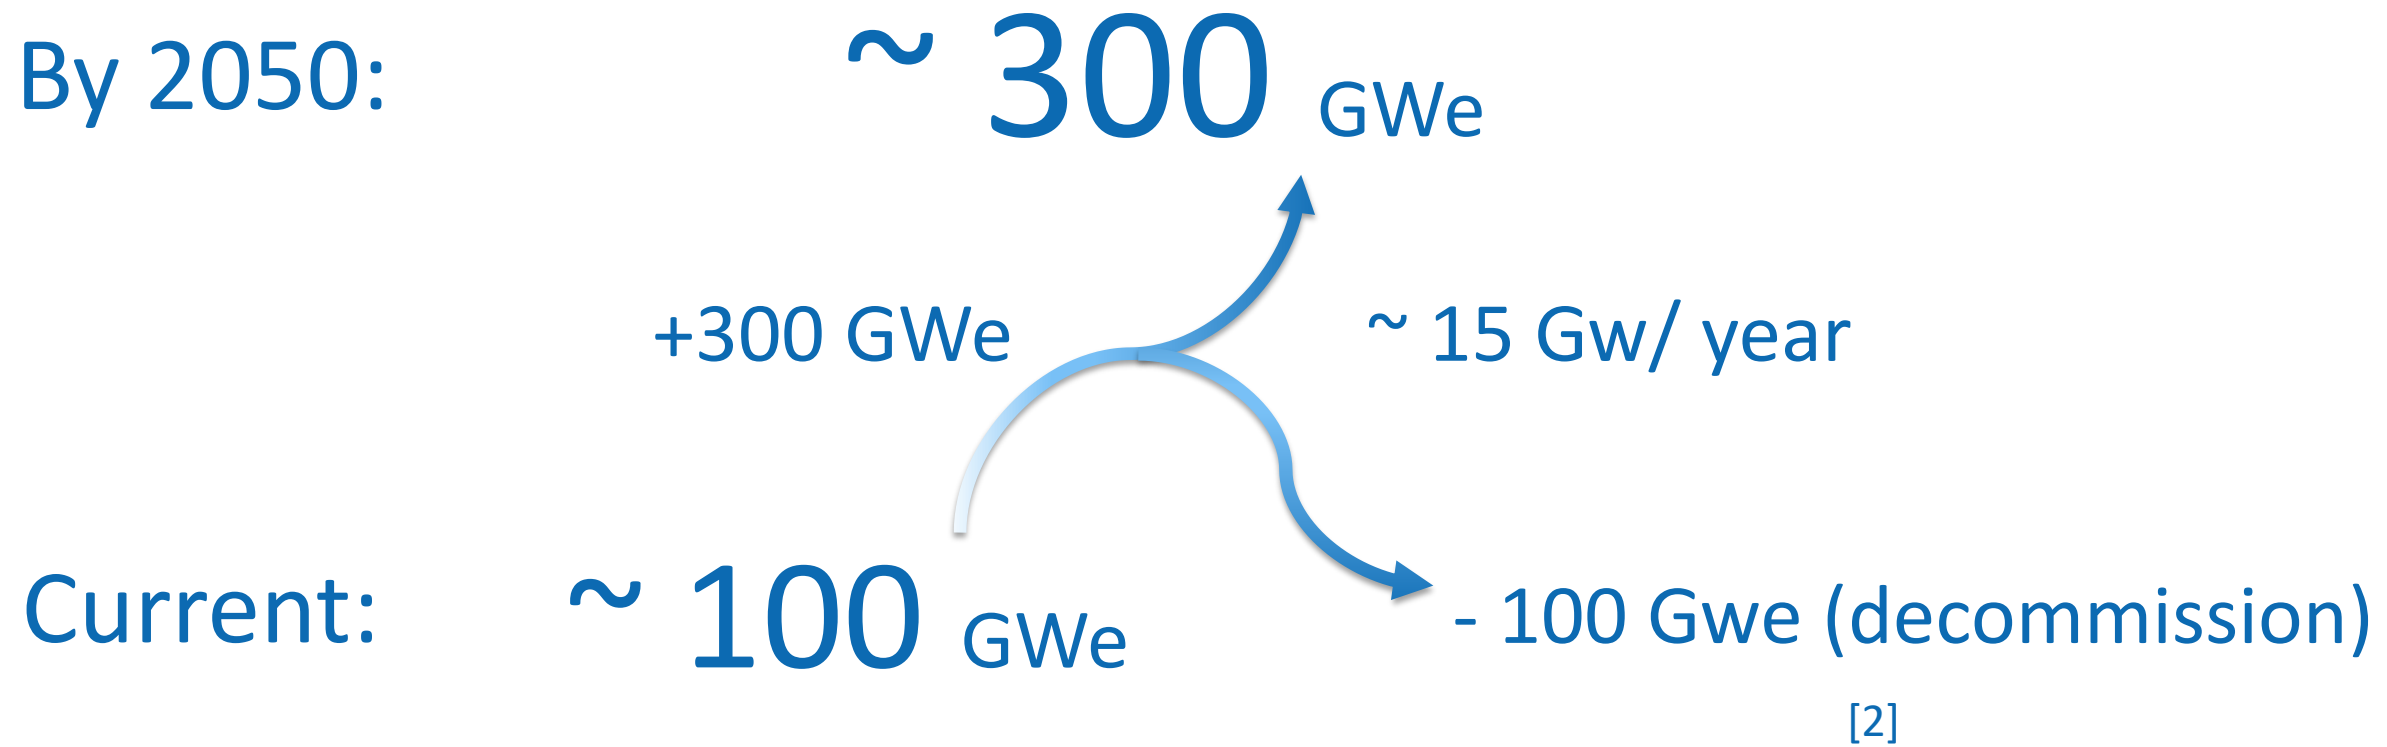 By 2050: ~ 300 GWe
+300 GWe ~ 15 Gw/ year
Current: ~ 100 GWe - 100 Gwe (decommission)
[2]